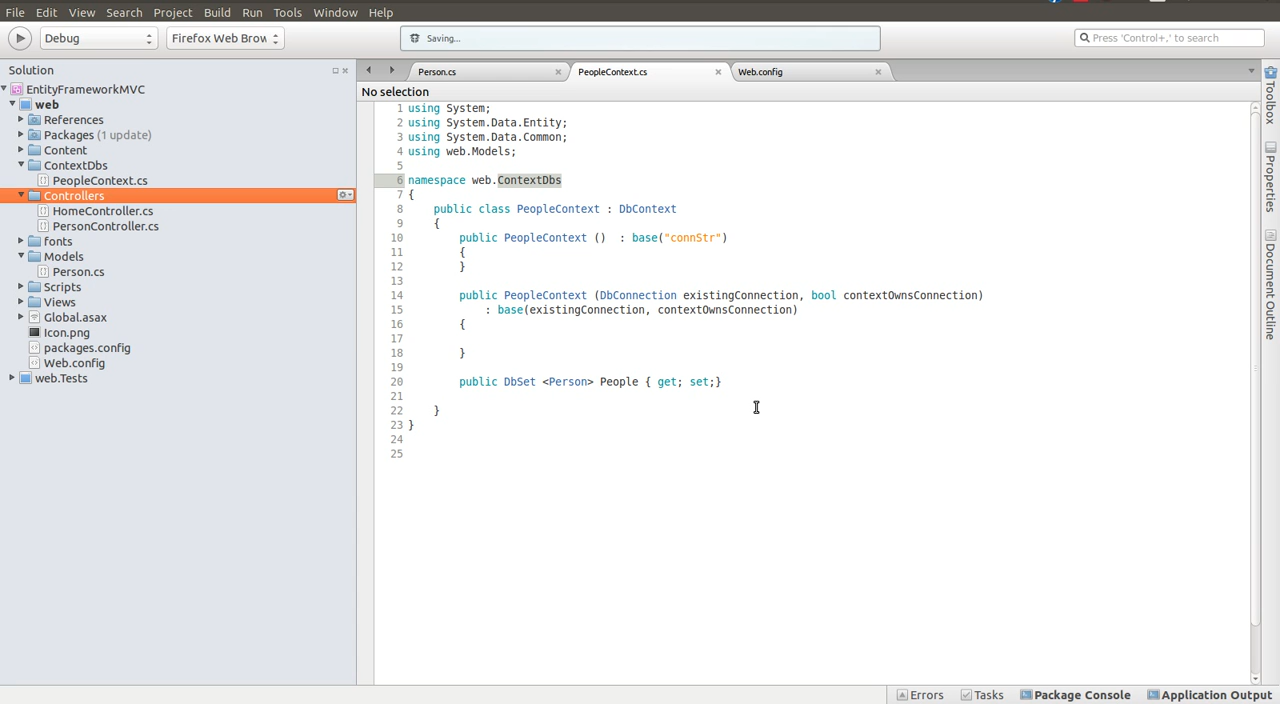 File Edit View Search Project Build Run Tools Window Help
Debug Firefox Web Brow Saving... Press 'Control+,' to search
Solution
EntityFrameworkMVC
web
References
Packages (1 update)
Content
ContextDbs
PeopleContext.cs
Controllers
HomeController.cs
PersonController.cs
fonts
Models
Person.cs
Scripts
Views
Global.asax
Icon.png
packages.config
Web.config
web.Tests
Person.cs PeopleContext.cs Web.config
No selection
1 using System;
2 using System.Data.Entity;
3 using System.Data.Common;
4 using web.Models;
5
6 namespace web.ContextDbs
7 {
8 public class PeopleContext : DbContext
9 {
10 public PeopleContext () : base("connStr")
11 {
12 }
13
14 public PeopleContext (DbConnection existingConnection, bool contextOwnsConnection)
15 : base(existingConnection, contextOwnsConnection)
16 {
17
18 }
19
20 public DbSet <Person> People { get; set;}
21
22 }
23 }
24
25
Toolbox
Properties
Document Outline
Errors Tasks Package Console Application Output